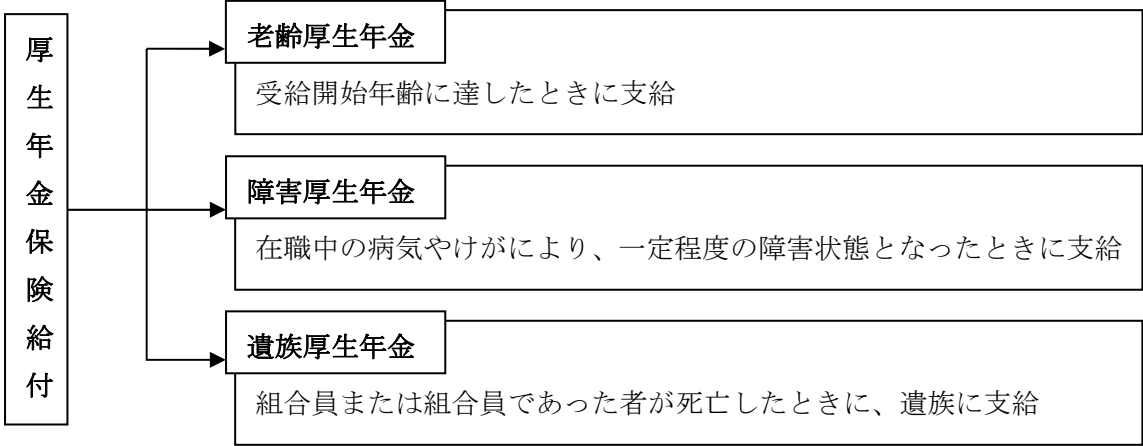 厚生年金保険給付
老齢厚生年金
受給開始年齢に達したときに支給
障害厚生年金
在職中の病気やけがにより、一定程度の障害状態となったときに支給
遺族厚生年金
組合員または組合員であった者が死亡したときに、遺族に支給